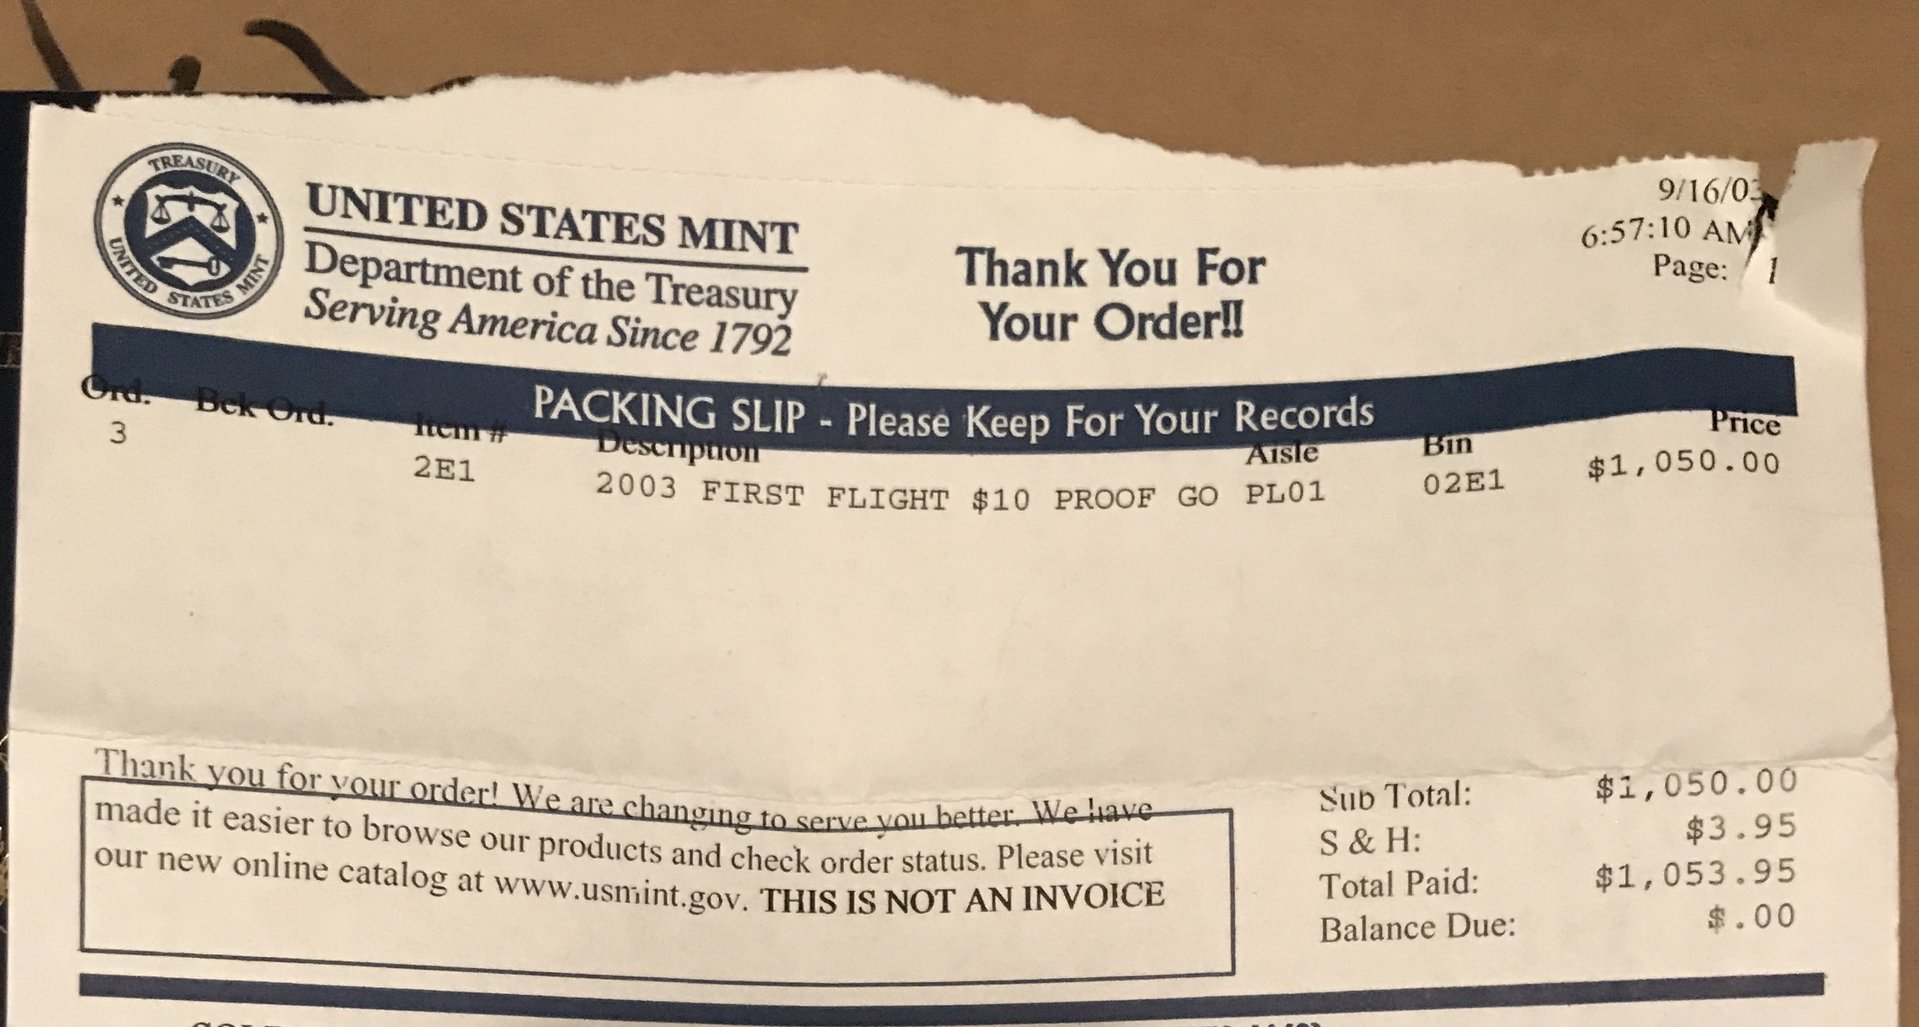 TREASURY
UNITED STATES MINT
UNITED STATES MINT
Department of the Treasury
Serving America Since 1792
Thank You For
Your Order!!
9/16/03
6:57:10 AM
Page: 1
PACKING SLIP - Please Keep For Your Records
Ord. Bck Ord. Item # Description Aisle Bin Price
3 2E1 2003 FIRST FLIGHT $10 PROOF GO PL01 02E1 $1,050.00
Thank you for your order! We are changing to serve you better. We have
made it easier to browse our products and check order status. Please visit
our new online catalog at www.usmint.gov. THIS IS NOT AN INVOICE
Sub Total: $1,050.00
S & H: $3.95
Total Paid: $1,053.95
Balance Due: $.00